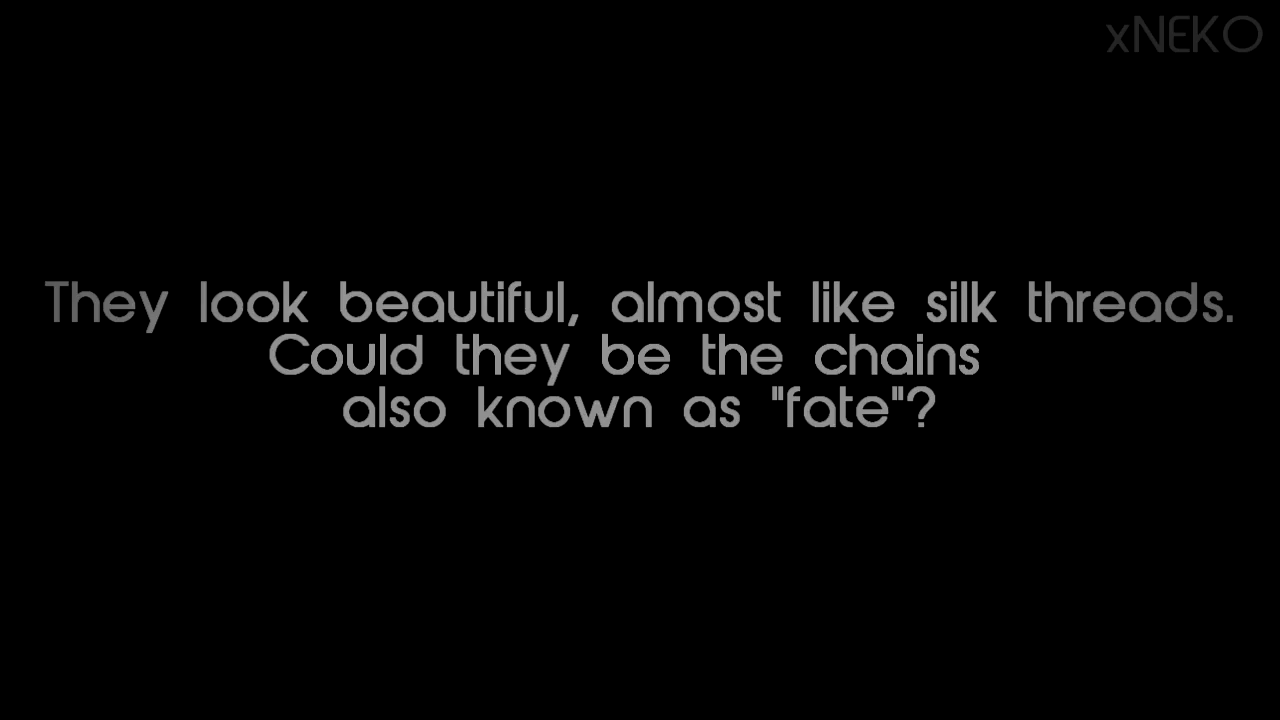 xNEKO
They look beautiful, almost like silk threads.
Could they be the chains
also known as "fate"?